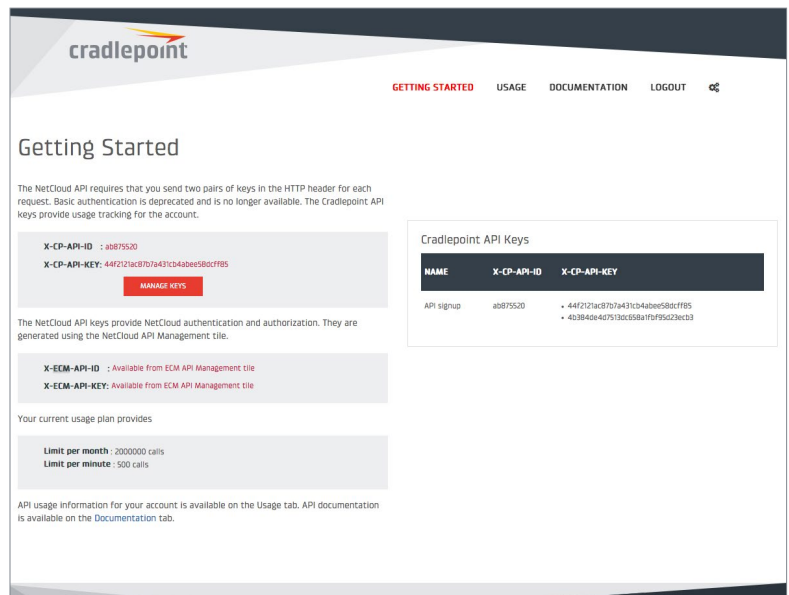 cradlepoint
GETTING STARTED USAGE DOCUMENTATION LOGOUT
Getting Started
The NetCloud API requires that you send two pairs of keys in the HTTP header for each
request. Basic authentication is deprecated and is no longer available. The Cradlepoint API
keys provide usage tracking for the account.
X-CP-API-ID : ab875520
X-CP-API-KEY: 44f2121ac87b7a431cb4abee58dcff85
MANAGE KEYS
The NetCloud API keys provide NetCloud authentication and authorization. They are
generated using the NetCloud API Management tile.
X-ECM-API-ID : Available from ECM API Management tile
X-ECM-API-KEY: Available from ECM API Management tile
Your current usage plan provides
Limit per month : 2000000 calls
Limit per minute : 500 calls
API usage information for your account is available on the Usage tab. API documentation
is available on the Documentation tab.
Cradlepoint API Keys
NAME X-CP-API-ID X-CP-API-KEY
API signup ab875520 • 44f2121ac87b7a431cb4abee58dcff85
• 4b384de4d7513dc658a1fbf95d23ecb3